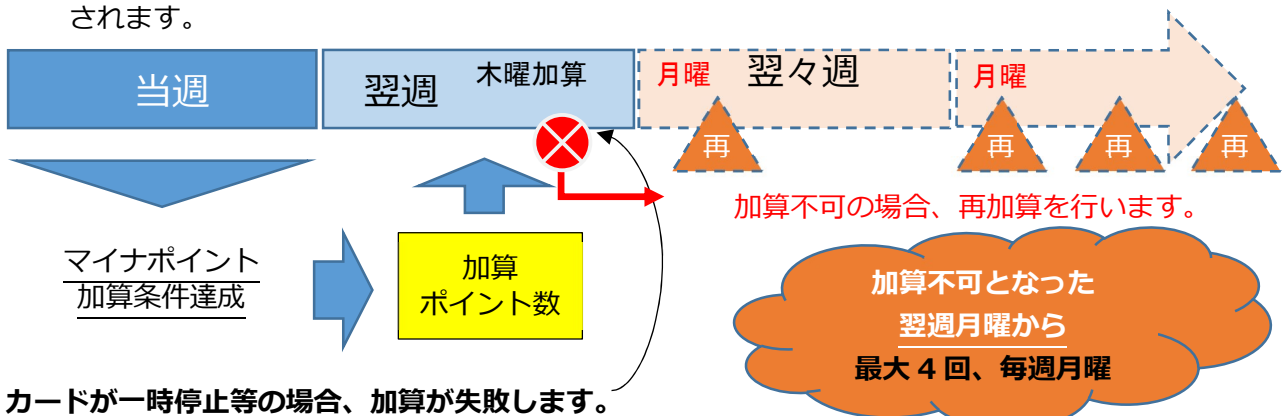 されます。
当週
翌週
木曜加算
月曜
翌々週
月曜
再
再
再
再
加算不可の場合、再加算を行います。
マイナポイント
加算条件達成
加算
ポイント数
加算不可となった
翌週月曜から
最大 4 回、毎週月曜
カードが一時停止等の場合、加算が失敗します。